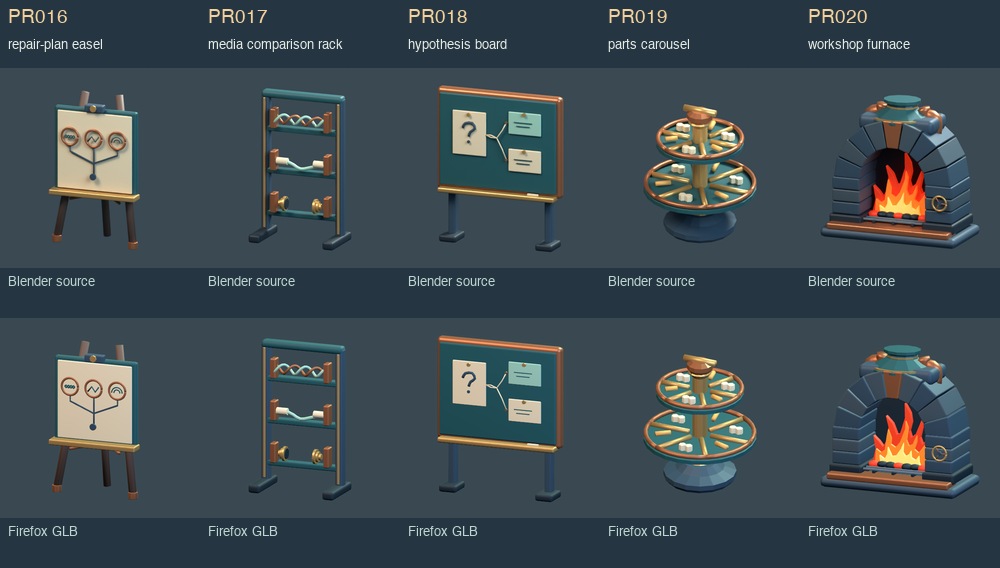 PR016 PR017 PR018 PR019 PR020
repair-plan easel media comparison rack hypothesis board parts carousel workshop furnace
?
Blender source Blender source Blender source Blender source Blender source
?
Firefox GLB Firefox GLB Firefox GLB Firefox GLB Firefox GLB